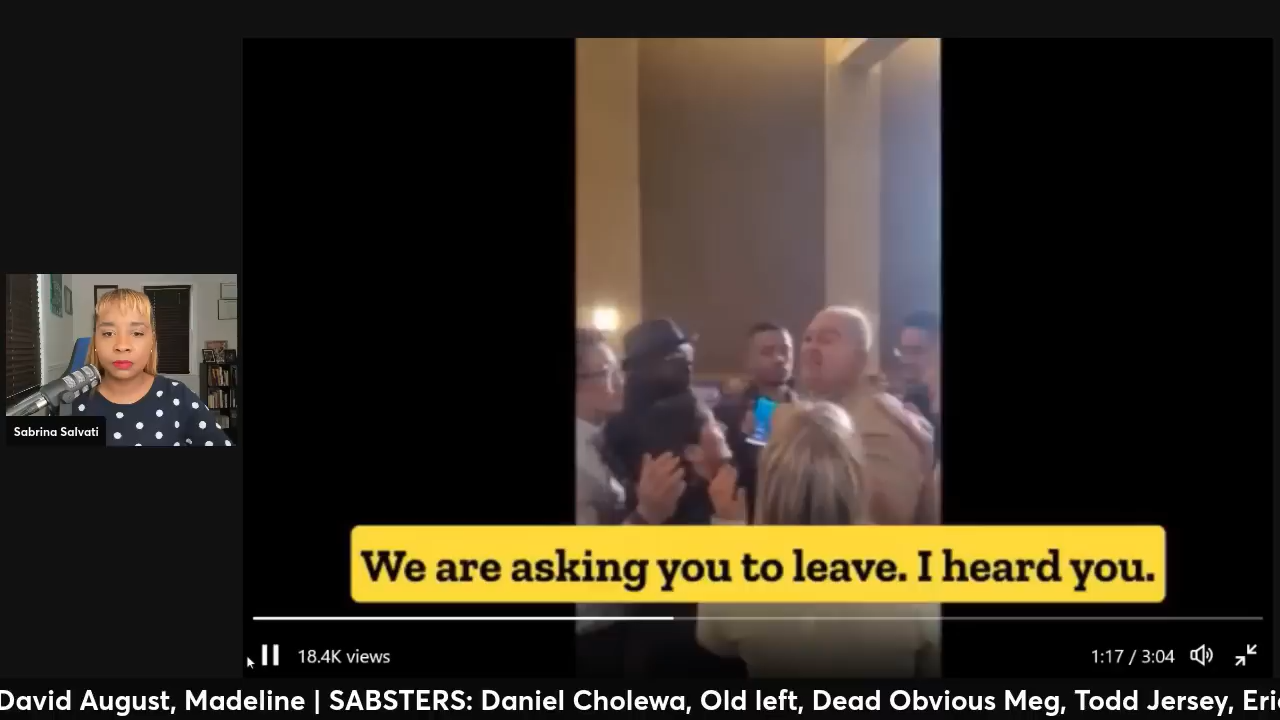 We are asking you to leave. I heard you.
Sabrina Salvati
18.4K views
1:17 / 3:04
David August, Madeline | SABSTERS: Daniel Cholewa, Old left, Dead Obvious Meg, Todd Jersey, Eri